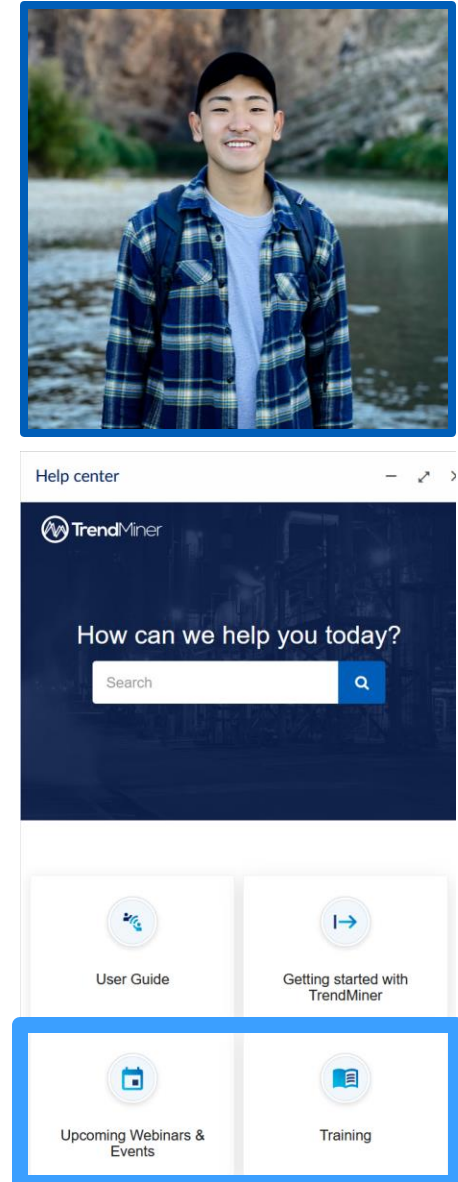 Help center
TrendMiner
How can we help you today?
Search
User Guide
Getting started with
TrendMiner
Upcoming Webinars &
Events
Training